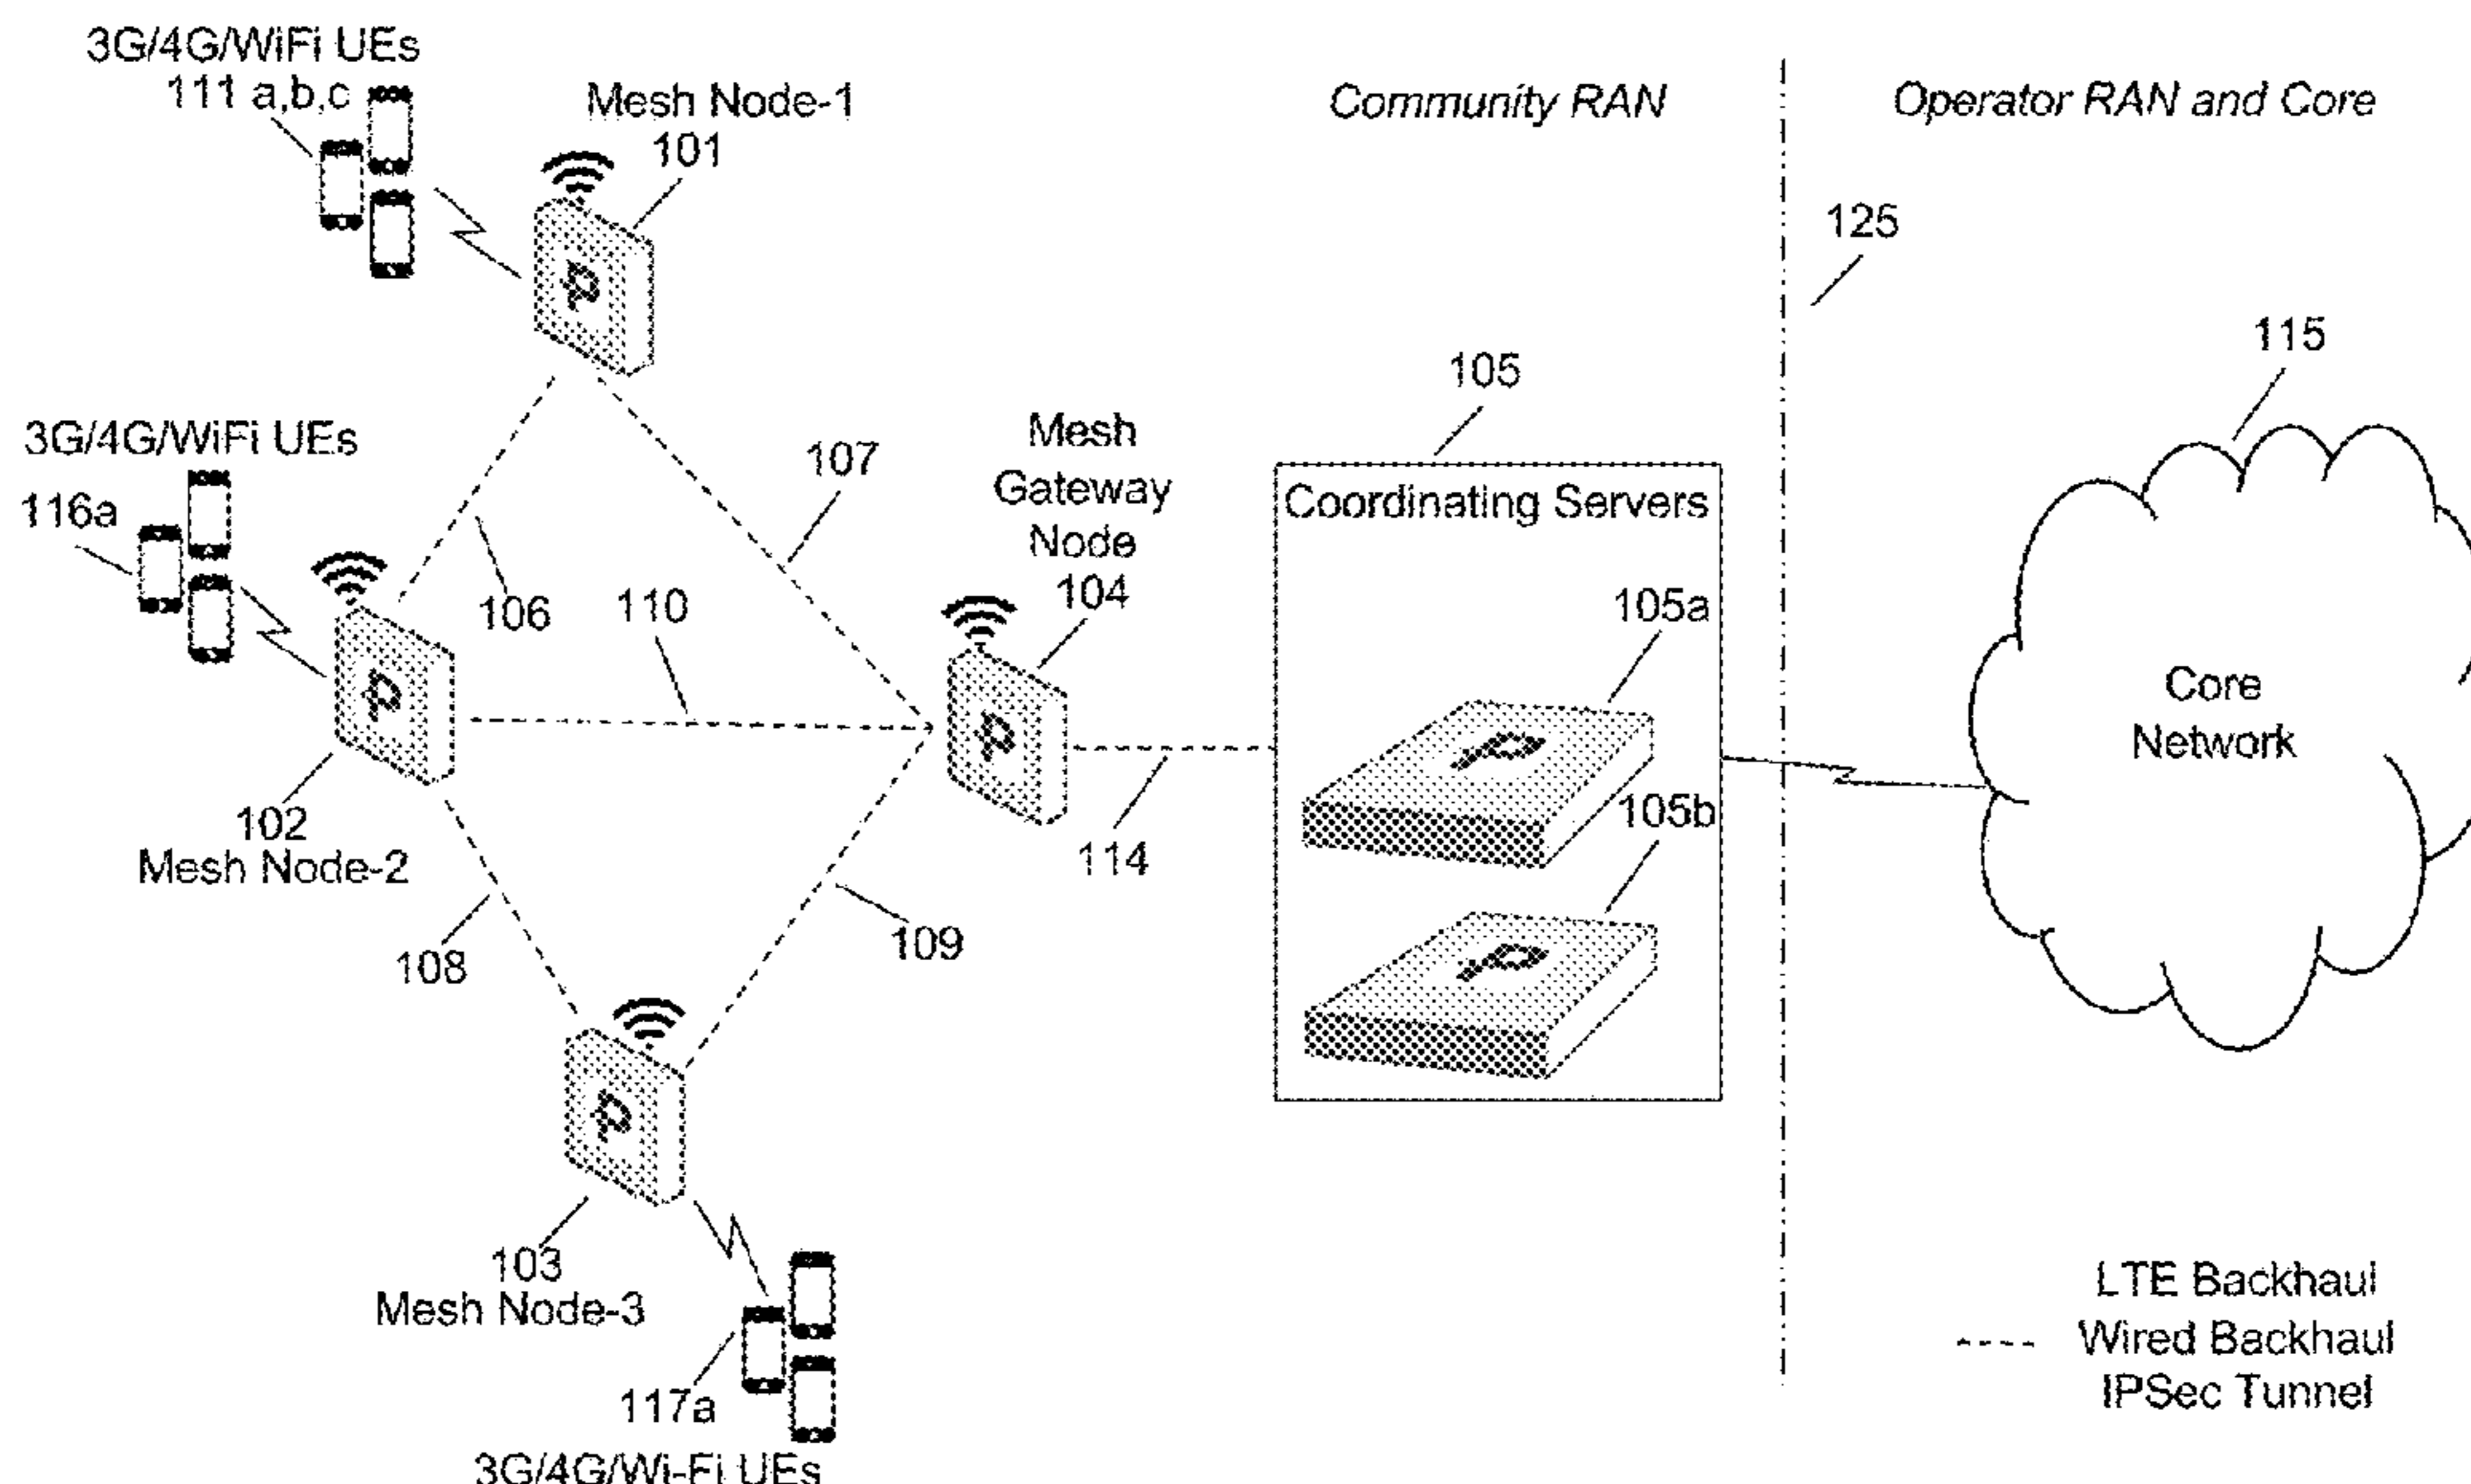 3G/4G/WiFi UEs
111 a,b,c
Mesh Node-1
101
Community RAN
Operator RAN and Core
125
115
105
3G/4G/WiFi UEs
116a
107
Mesh
Gateway
Node
104
106
110
Coordinating Servers
105a
Core
Network
102
Mesh Node-2
114
105b
108
109
103
Mesh Node-3
117a
3G/4G/Wi-Fi UEs
LTE Backhaul
Wired Backhaul
IPSec Tunnel